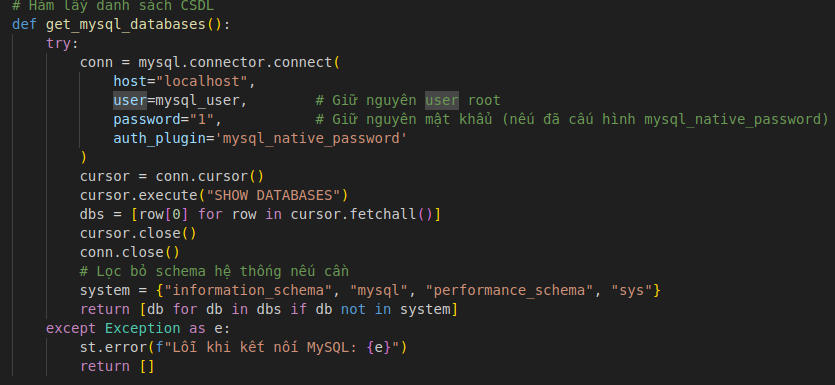 # Hàm lấy danh sách CSDL
def get_mysql_databases():
    try:
        conn = mysql.connector.connect(
            host="localhost",
            user=mysql_user,        # Giữ nguyên user root
            password="1",           # Giữ nguyên mật khẩu (nếu đã cấu hình mysql_native_password)
            auth_plugin='mysql_native_password'
        )
        cursor = conn.cursor()
        cursor.execute("SHOW DATABASES")
        dbs = [row[0] for row in cursor.fetchall()]
        cursor.close()
        conn.close()
        # Lọc bỏ schema hệ thống nếu cần
        system = {"information_schema", "mysql", "performance_schema", "sys"}
        return [db for db in dbs if db not in system]
    except Exception as e:
        st.error(f"Lỗi khi kết nối MySQL: {e}")
        return []